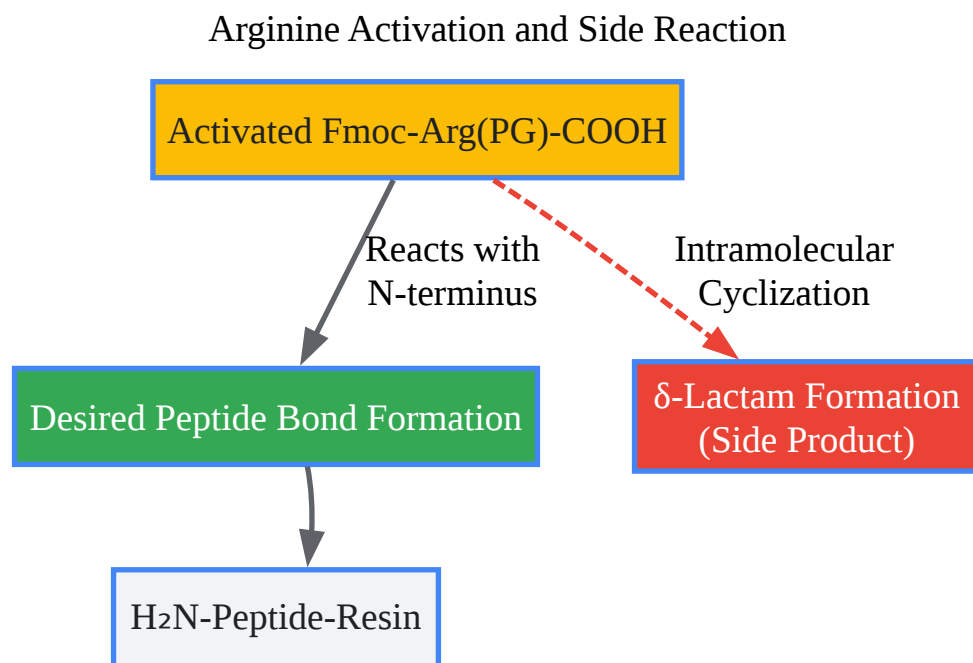 Arginine Activation and Side Reaction
Activated Fmoc-Arg(PG)-COOH
Reacts with
N-terminus
Intramolecular
Cyclization
Desired Peptide Bond Formation
δ-Lactam Formation
(Side Product)
H₂N-Peptide-Resin